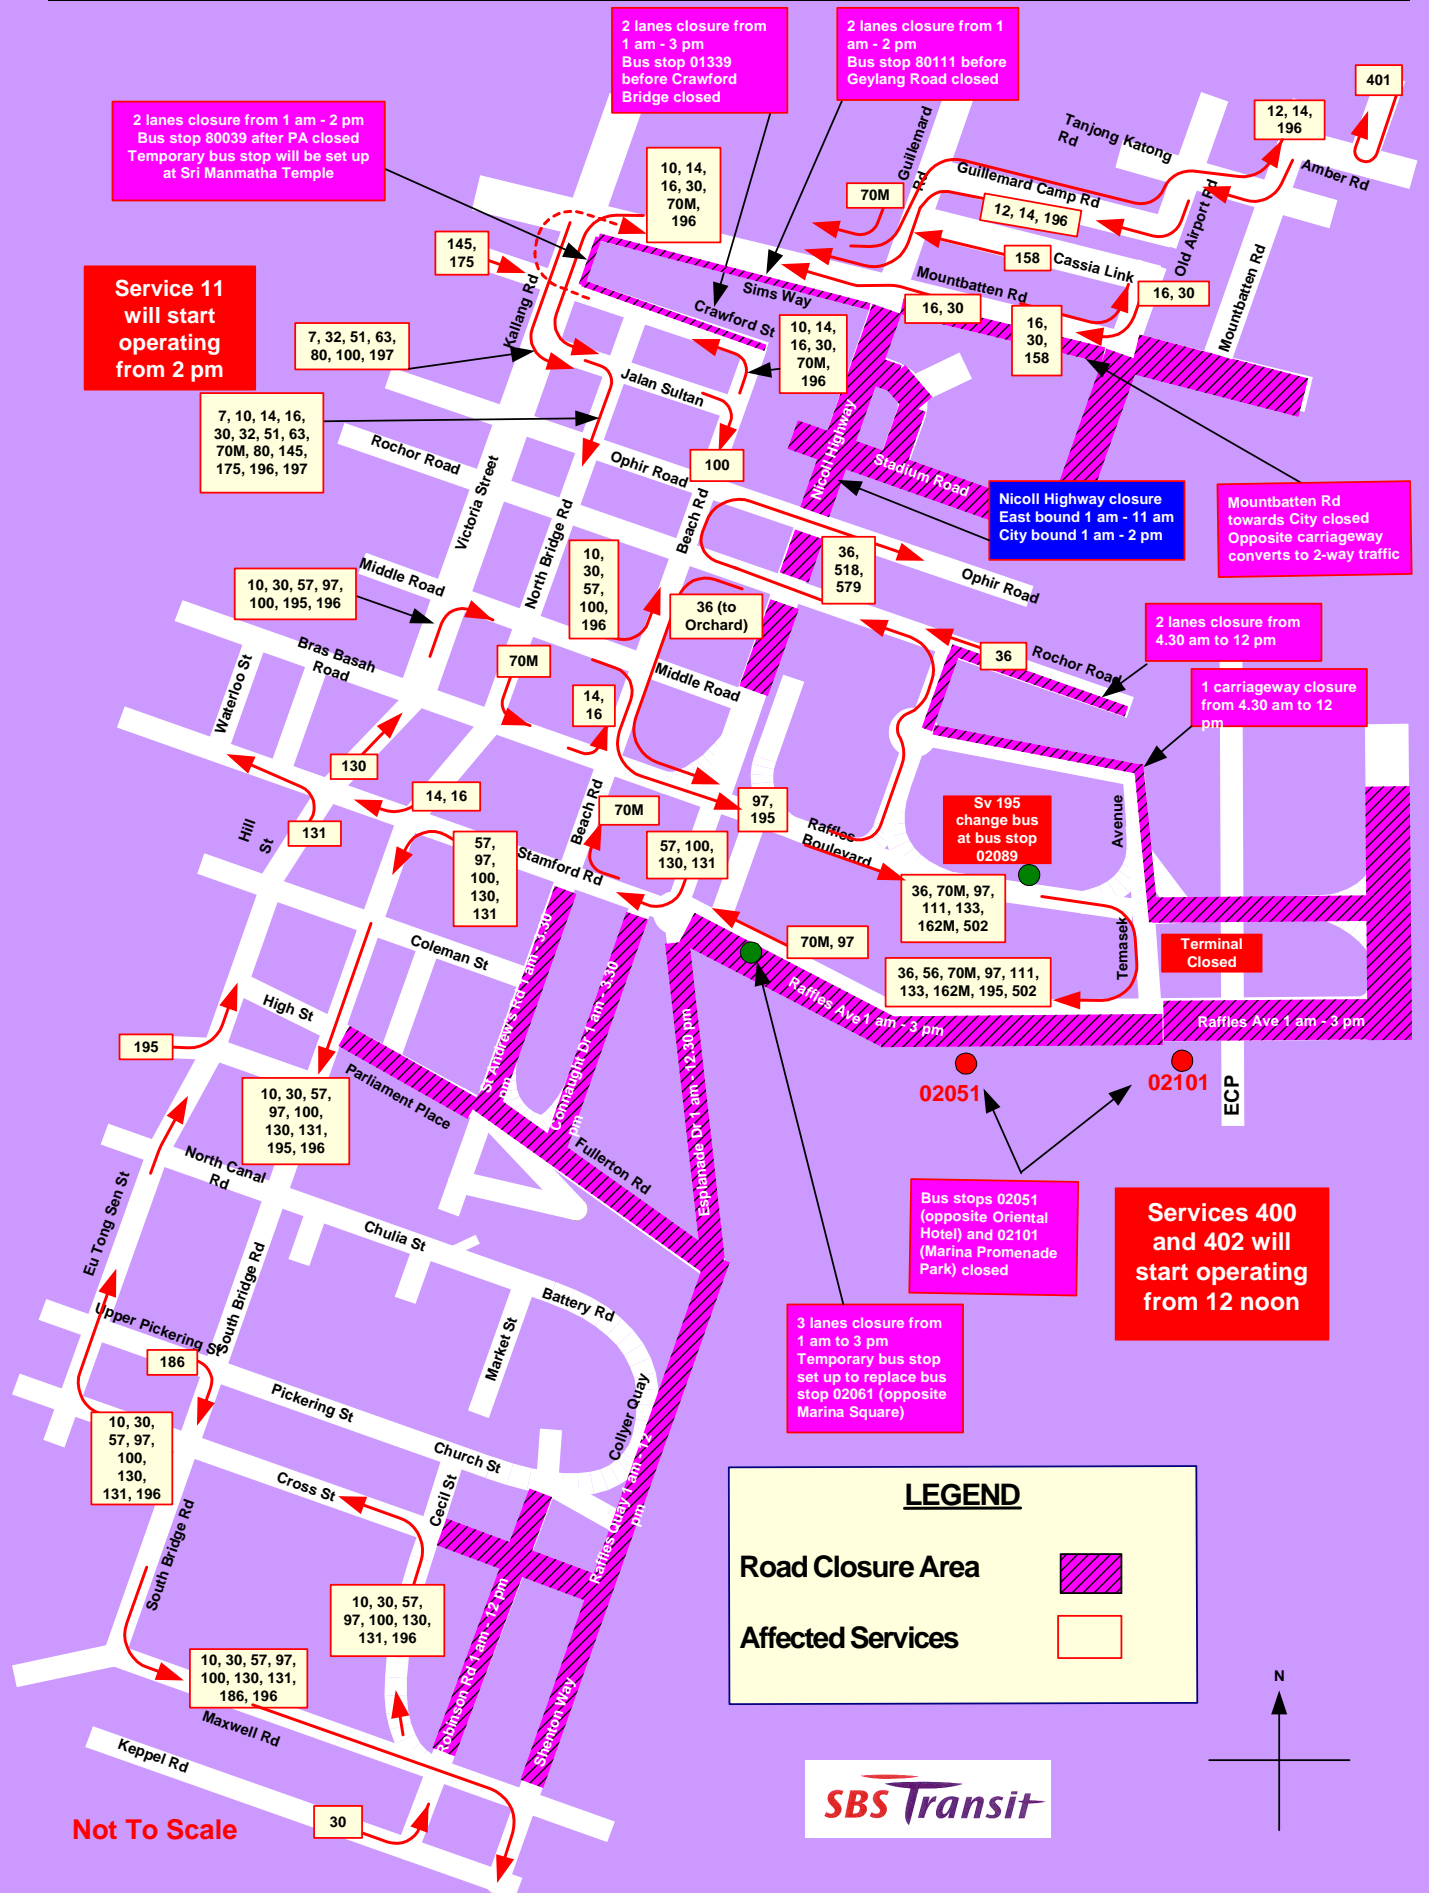 2 lanes closure from
1 am - 3 pm
Bus stop 01339
before Crawford
Bridge closed
2 lanes closure from 1
am - 2 pm
Bus stop 80111 before
Geylang Road closed
401
2 lanes closure from 1 am - 2 pm
Bus stop 80039 after PA closed
Temporary bus stop will be set up
at Sri Manmatha Temple
12, 14,
196
Tanjong Katong
Rd
Guillemard
Rd
Amber Rd
10, 14,
16, 30,
70M,
196
Guillemard Camp Rd
70M
12, 14, 196
Old Airport Rd
145,
175
158
Cassia Link
Mountbatten Rd
Mountbatten Rd
Service 11
will start
operating
from 2 pm
Kallang Rd
Sims Way
Crawford St
16, 30
16, 30
16,
30,
158
7, 32, 51, 63,
80, 100, 197
10, 14,
16, 30,
70M,
196
Jalan Sultan
7, 10, 14, 16,
30, 32, 51, 63,
70M, 80, 145,
175, 196, 197
Rochor Road
Ophir Road
100
Nicoll Highway
Stadium Road
Victoria Street
North Bridge Rd
Beach Rd
Nicoll Highway closure
East bound 1 am - 11 am
City bound 1 am - 2 pm
Mountbatten Rd
towards City closed
Opposite carriageway
converts to 2-way traffic
Middle Road
10,
30,
57,
100,
196
36,
518,
579
Ophir Road
10, 30, 57, 97,
100, 195, 196
36 (to
Orchard)
2 lanes closure from
4.30 am to 12 pm
Bras Basah
Road
Waterloo St
70M
Middle Road
36
Rochor Road
1 carriageway closure
from 4.30 am to 12
pm
14,
16
130
14, 16
Beach Rd
70M
97,
195
Raffles
Boulevard
Sv 195
change bus
at bus stop
02089
Avenue
Hill
St
131
57,
97,
100,
130,
131
Stamford Rd
57, 100,
130, 131
36, 70M, 97,
111, 133,
162M, 502
Temasek
Coleman St
St Andrew's Rd 1 am - 3.30
pm
Connaught Dr 1 am - 3.30
pm
70M, 97
Terminal
Closed
36, 56, 70M, 97, 111,
133, 162M, 195, 502
High St
Raffles Ave 1 am - 3 pm
Raffles Ave 1 am - 3 pm
195
Esplanade Dr 1 am - 12.30 pm
02051
02101
ECP
Parliament Place
10, 30, 57,
97, 100,
130, 131,
195, 196
North Canal
Rd
Fullerton Rd
Eu Tong Sen St
Chulia St
Bus stops 02051
(opposite Oriental
Hotel) and 02101
(Marina Promenade
Park) closed
Services 400
and 402 will
start operating
from 12 noon
South Bridge Rd
Battery Rd
Upper Pickering St
Market St
186
3 lanes closure from
1 am to 3 pm
Temporary bus stop
set up to replace bus
stop 02061 (opposite
Marina Square)
Pickering St
Collyer Quay
10, 30,
57, 97,
100,
130,
131, 196
Church St
Cross St
Cecil St
Raffles Quay 1 am - 12
pm
LEGEND
Road Closure Area
Affected Services
South Bridge Rd
10, 30, 57,
97, 100, 130,
131, 196
Robinson Rd 1 am - 12 pm
10, 30, 57, 97,
100, 130, 131,
186, 196
Shenton Way
Maxwell Rd
Keppel Rd
N
30
Not To Scale
SBS Transit